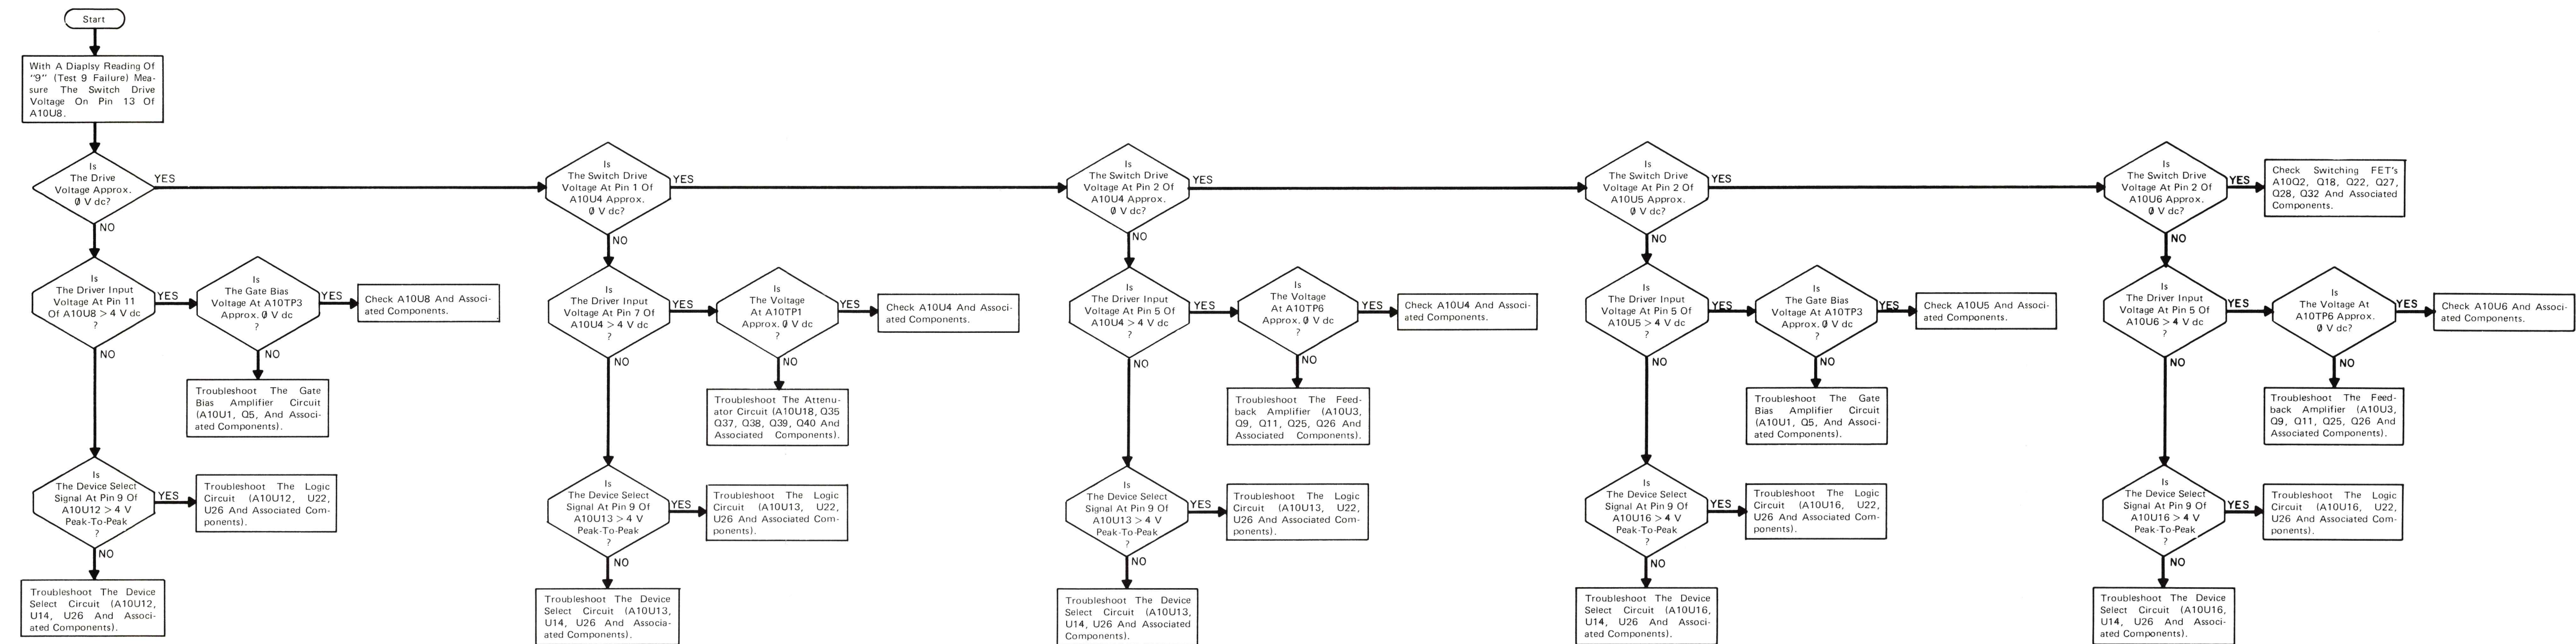 Start
With A Diaplsy Reading Of
"9" (Test 9 Failure) Mea-
sure The Switch Drive
Voltage On Pin 13 Of
A10U8.
Is
The Drive
Voltage Approx.
0 V dc?
YES
NO
Is
The Driver Input
Voltage At Pin 11
Of A10U8 > 4 V dc
?
YES
NO
Is
The Gate Bias
Voltage At A10TP3
Approx. 0 V dc
?
YES
NO
Check A10U8 And Associ-
ated Components.
Troubleshoot The Gate
Bias Amplifier Circuit
(A10U1, Q5, And Associ-
ated Components).
Is
The Device Select
Signal At Pin 9 Of
A10U12 > 4 V
Peak-To-Peak
?
YES
NO
Troubleshoot The Logic
Circuit (A10U12, U22,
U26 And Associated Com-
ponents).
Troubleshoot The Device
Select Circuit (A10U12,
U14, U26 And Associ-
ated Components).
Is
The Switch Drive
Voltage At Pin 1 Of
A10U4 Approx.
0 V dc?
YES
NO
Is
The Driver Input
Voltage At Pin 7 Of
A10U4 > 4 V dc
?
YES
NO
Is
The Voltage
At A10TP1
Approx. 0 V dc
?
YES
NO
Check A10U4 And Associ-
ated Components.
Troubleshoot The Attenu-
ator Circuit (A10U18, Q35
Q37, Q38, Q39, Q40 And
Associated Components).
Is
The Device Select
Signal At Pin 9 Of
A10U13 > 4 V
Peak-To-Peak
?
YES
NO
Troubleshoot The Logic
Circuit (A10U13, U22,
U26 And Associated Com-
ponents).
Troubleshoot The Device
Select Circuit (A10U13,
U14, U26 And Associa-
ated Components).
Is
The Switch Drive
Voltage At Pin 2 Of
A10U4 Approx.
0 V dc?
YES
NO
Is
The Driver Input
Voltage At Pin 5 Of
A10U4 > 4 V dc
?
YES
NO
Is
The Voltage
At A10TP6
Approx. 0 V dc
?
YES
NO
Check A10U4 And Associ-
ated Components.
Troubleshoot The Feed-
back Amplifier (A10U3,
Q9, Q11, Q25, Q26 And
Associated Components).
Is
The Device Select
Signal At Pin 9 Of
A10U13 > 4 V
Peak-To-Peak
?
YES
NO
Troubleshoot The Logic
Circuit (A10U13, U22,
U26 And Associated Com-
ponents).
Troubleshoot The Device
Select Circuit (A10U13,
U14, U26 And Associated
Components).
Is
The Switch Drive
Voltage At Pin 2 Of
A10U5 Approx.
0 V dc?
YES
NO
Is
The Driver Input
Voltage At Pin 5 Of
A10U5 > 4 V dc
?
YES
NO
Is
The Gate Bias
Voltage At A10TP3
Approx. 0 V dc
?
YES
NO
Check A10U5 And Associ-
ated Components.
Troubleshoot The Gate
Bias Amplifier Circuit
(A10U1, Q5, And Associ-
ated Components).
Is
The Device Select
Signal At Pin 9 Of
A10U16 > 4 V
Peak-To-Peak
?
YES
NO
Troubleshoot The Logic
Circuit (A10U16, U22,
U26 And Associated Com-
ponents).
Troubleshoot The Device
Select Circuit (A10U16,
U14, U26 And Associ-
ated Components).
Is
The Switch Drive
Voltage At Pin 2 Of
A10U6 Approx.
0 V dc?
YES
NO
Check Switching FET's
A10Q2, Q18, Q22, Q27,
Q28, Q32 And Associated
Components.
Is
The Driver Input
Voltage At Pin 5 Of
A10U6 > 4 V dc
?
YES
NO
Is
The Voltage At
A10TP6 Approx.
0 V dc?
YES
NO
Check A10U6 And Associ-
ated Components.
Troubleshoot The Feed-
back Amplifier (A10U3,
Q9, Q11, Q25, Q26 And
Associated Components).
Is
The Device Select
Signal At Pin 9 Of
A10U16 > 4 V
Peak-To-Peak
?
YES
NO
Troubleshoot The Logic
Circuit (A10U16, U22,
U26 And Associated Com-
ponents).
Troubleshoot The Device
Select Circuit (A10U16,
U14, U26 And Associ-
ated Components).